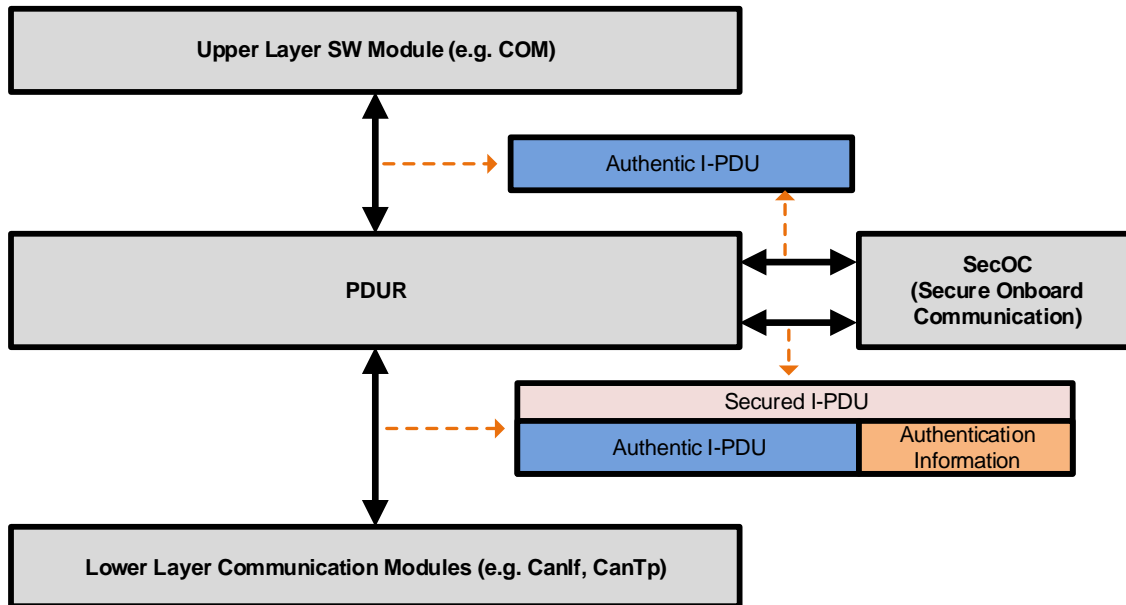 Upper Layer SW Module (e.g. COM)
Authentic I-PDU
PDUR
SecOC
(Secure Onboard
Communication)
Secured I-PDU
Authentic I-PDU
Authentication
Information
Lower Layer Communication Modules (e.g. CanIf, CanTp)